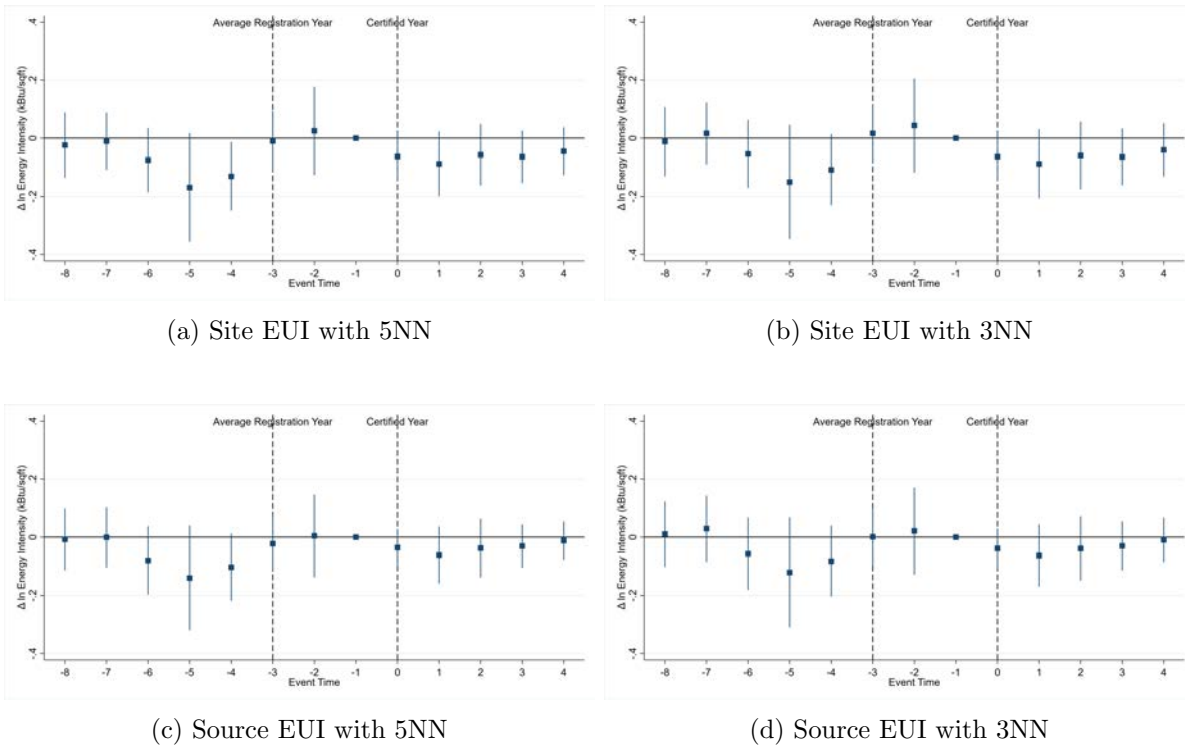 Average Registration Year Certified Year
Δ ln Energy Intensity (kBtu/sqft)
.4
.2
0
-.2
-.4
-8 -7 -6 -5 -4 -3 -2 -1 0 1 2 3 4
Event Time
(a) Site EUI with 5NN
Average Registration Year Certified Year
Δ ln Energy Intensity (kBtu/sqft)
.4
.2
0
-.2
-.4
-8 -7 -6 -5 -4 -3 -2 -1 0 1 2 3 4
Event Time
(b) Site EUI with 3NN
Average Registration Year Certified Year
Δ ln Energy Intensity (kBtu/sqft)
.4
.2
0
-.2
-.4
-8 -7 -6 -5 -4 -3 -2 -1 0 1 2 3 4
Event Time
(c) Source EUI with 5NN
Average Registration Year Certified Year
Δ ln Energy Intensity (kBtu/sqft)
.4
.2
0
-.2
-.4
-8 -7 -6 -5 -4 -3 -2 -1 0 1 2 3 4
Event Time
(d) Source EUI with 3NN